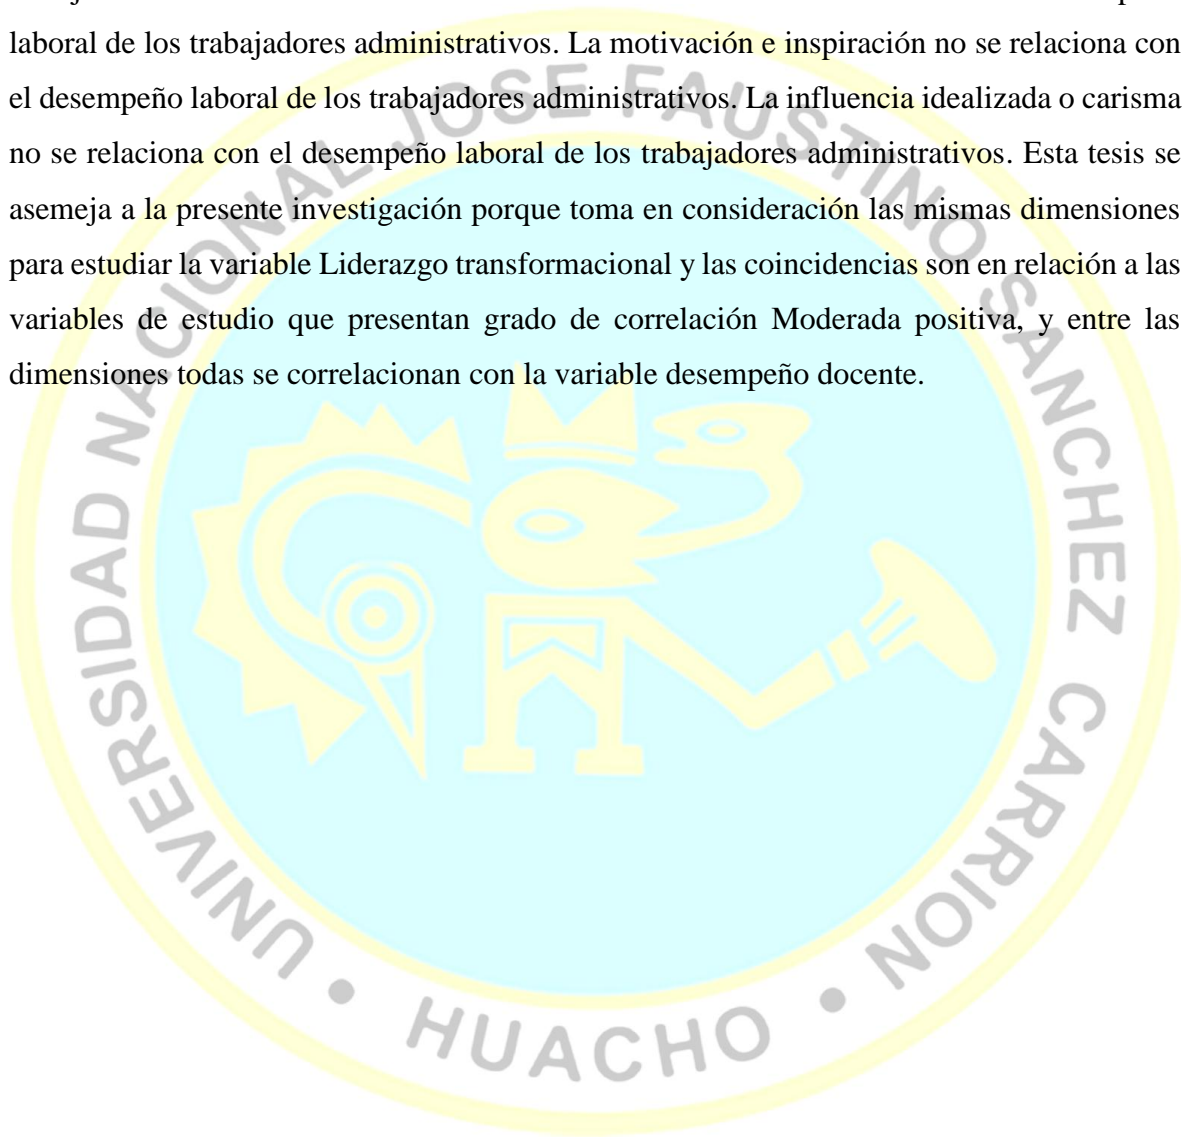 laboral de los trabajadores administrativos. La motivación e inspiración no se relaciona con
el desempeño laboral de los trabajadores administrativos. La influencia idealizada o carisma
no se relaciona con el desempeño laboral de los trabajadores administrativos. Esta tesis se
asemeja a la presente investigación porque toma en consideración las mismas dimensiones
para estudiar la variable Liderazgo transformacional y las coincidencias son en relación a las
variables de estudio que presentan grado de correlación Moderada positiva, y entre las
dimensiones todas se correlacionan con la variable desempeño docente.
UNIVERSIDAD NACIONAL JOSE FAUSTINO SANCHEZ CARRION • HUACHO •